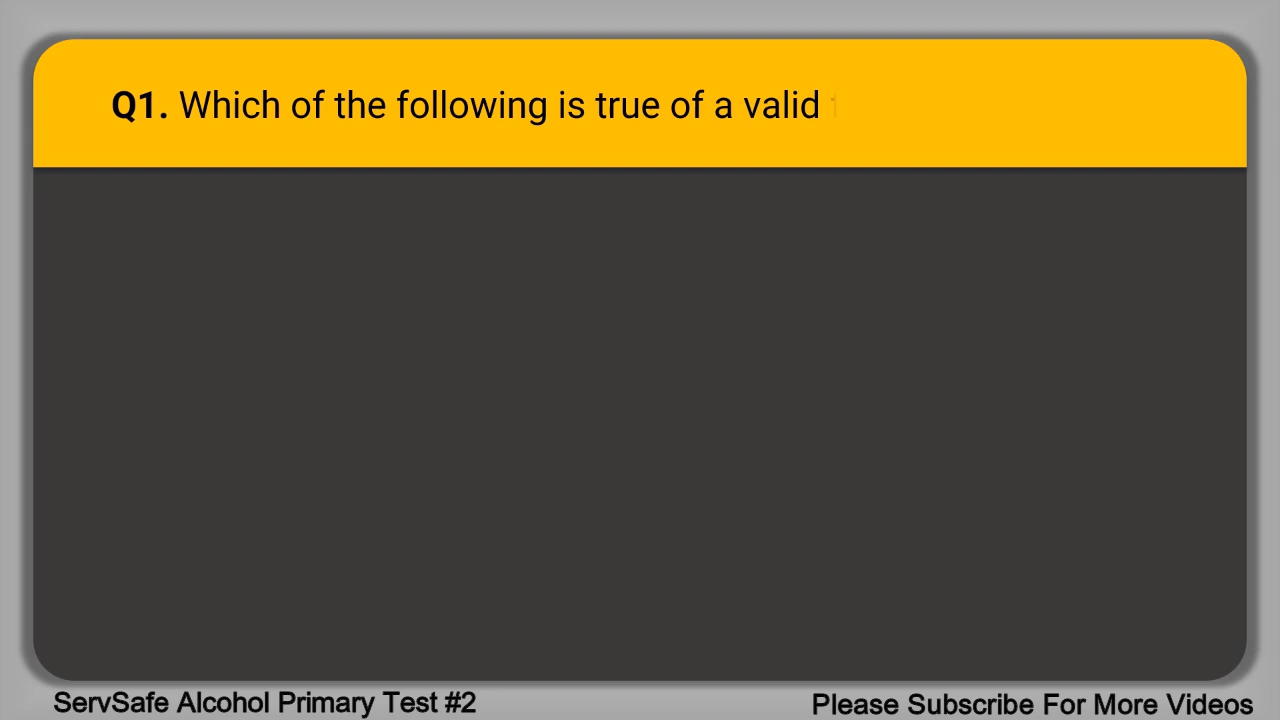 Q1. Which of the following is true of a valid
ServSafe Alcohol Primary Test #2
Please Subscribe For More Videos